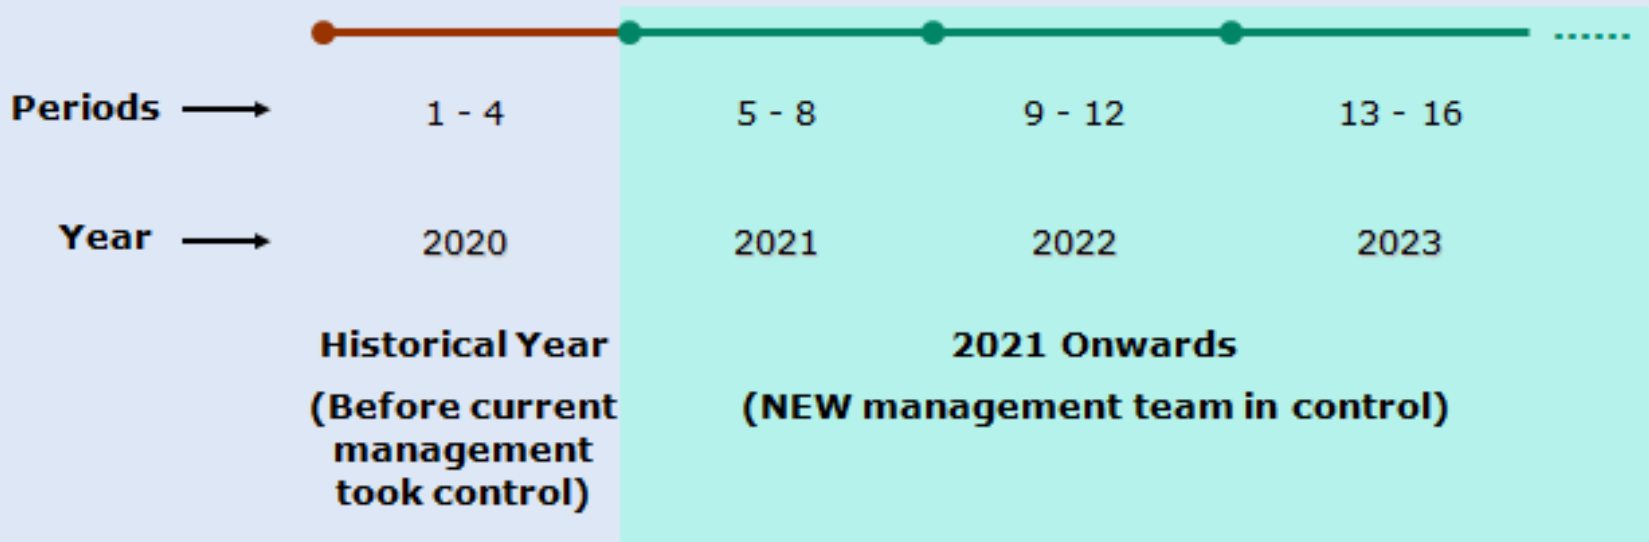 Periods 1 - 4 5 - 8 9 - 12 13 - 16
Year 2020 2021 2022 2023
Historical Year
(Before current
management
took control)
2021 Onwards
(NEW management team in control)